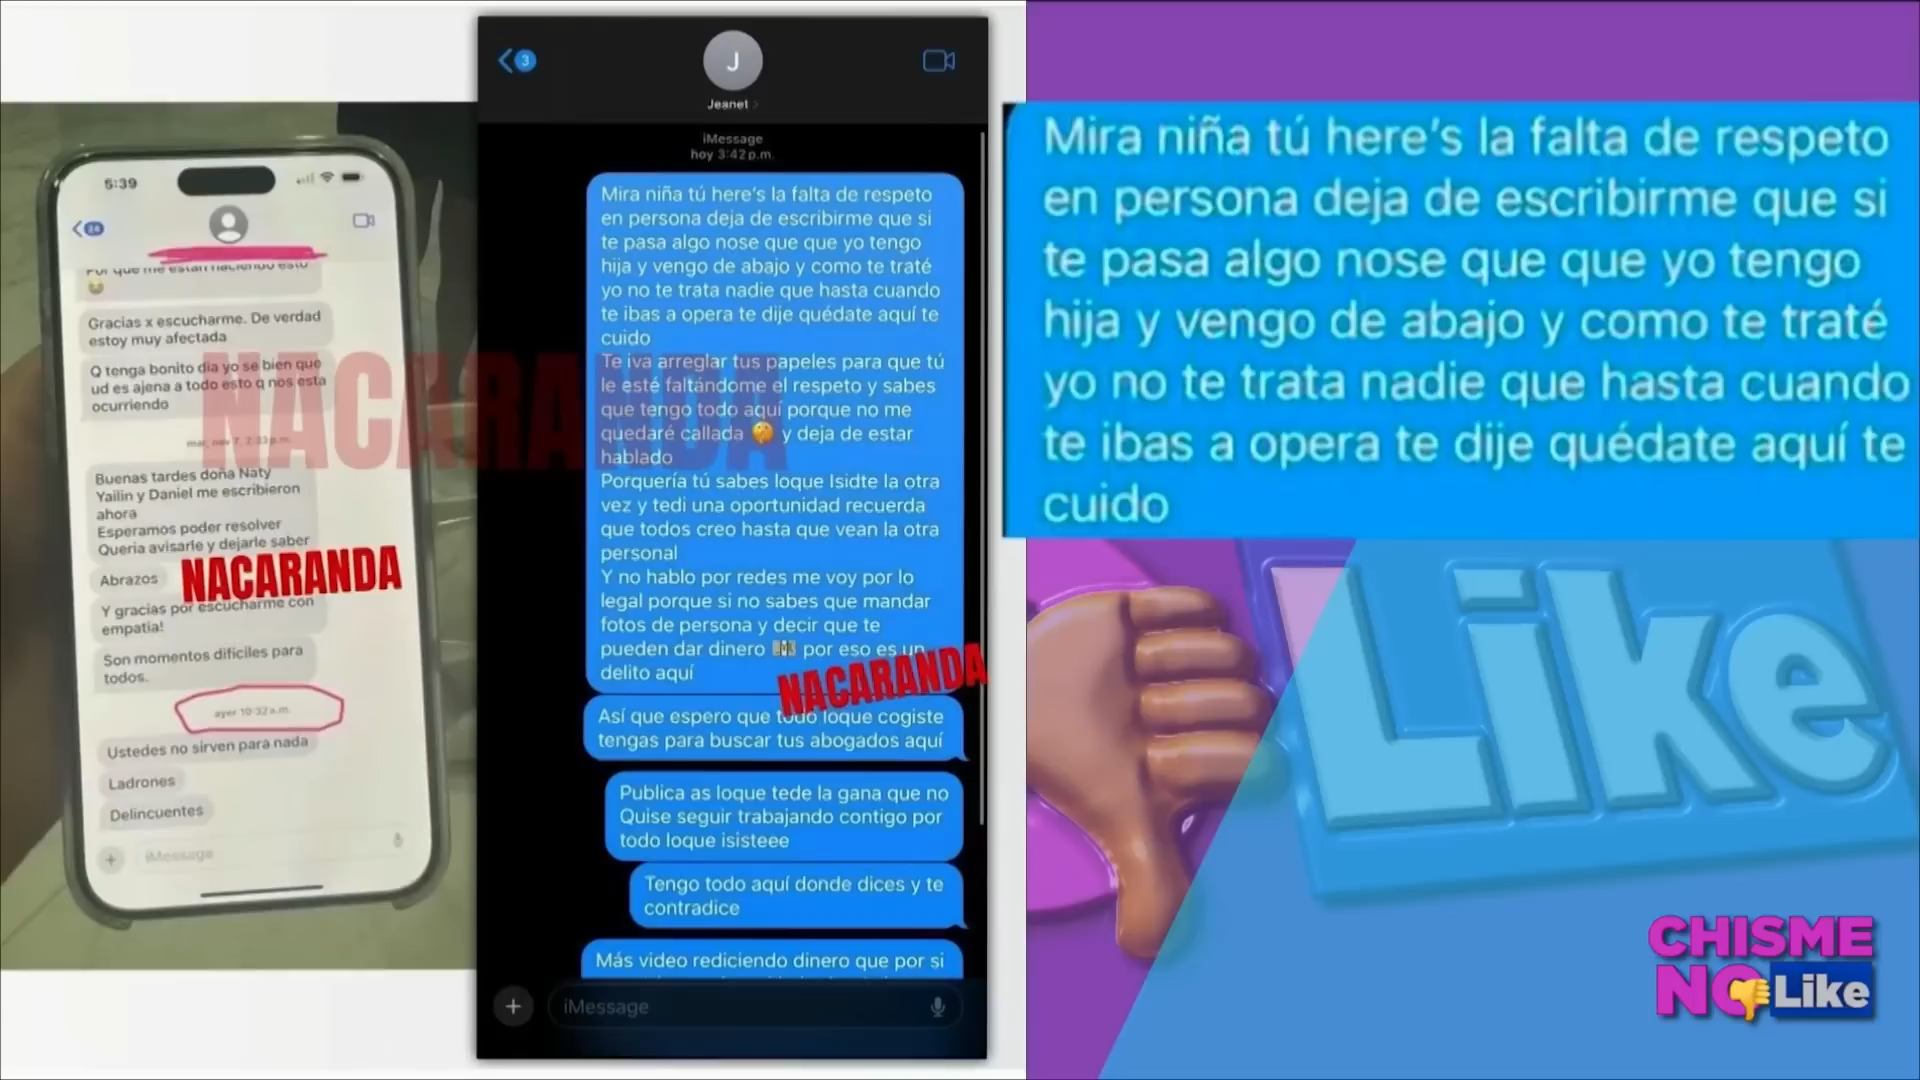 5:39
24
Por que me estan haciendo esto
Gracias x escucharme. De verdad
estoy muy afectada
Q tenga bonito dia yo se bien que
ud es ajena a todo esto q nos esta
ocurriendo
mar, nov 7, 2:33 p.m.
Buenas tardes doña Naty
Yailin y Daniel me escribieron
ahora
Esperamos poder resolver
Queria avisarle y dejarle saber
Abrazos
Y gracias por escucharme con
empatia!
Son momentos dificiles para
todos.
ayer 10:32 a.m.
Ustedes no sirven para nada
Ladrones
Delincuentes
iMessage
NACARANDA
NACARANDA
3
J
Jeanet
iMessage
hoy 3:42 p.m.
Mira niña tú here's la falta de respeto
en persona deja de escribirme que si
te pasa algo nose que que yo tengo
hija y vengo de abajo y como te traté
yo no te trata nadie que hasta cuando
te ibas a opera te dije quédate aquí te
cuido
Te iva arreglar tus papeles para que tú
le esté faltándome el respeto y sabes
que tengo todo aquí porque no me
quedaré callada y deja de estar
hablado
Porquería tú sabes loque Isidte la otra
vez y tedi una oportunidad recuerda
que todos creo hasta que vean la otra
personal
Y no hablo por redes me voy por lo
legal porque si no sabes que mandar
fotos de persona y decir que te
pueden dar dinero por eso es un
delito aquí
NACARANDA
Así que espero que todo loque cogiste
tengas para buscar tus abogados aquí
Publica as loque tede la gana que no
Quise seguir trabajando contigo por
todo loque isisteee
Tengo todo aquí donde dices y te
contradice
Más video rediciendo dinero que por si
iMessage
Mira niña tú here's la falta de respeto
en persona deja de escribirme que si
te pasa algo nose que que yo tengo
hija y vengo de abajo y como te traté
yo no te trata nadie que hasta cuando
te ibas a opera te dije quédate aquí te
cuido
Like
CHISME
NO Like